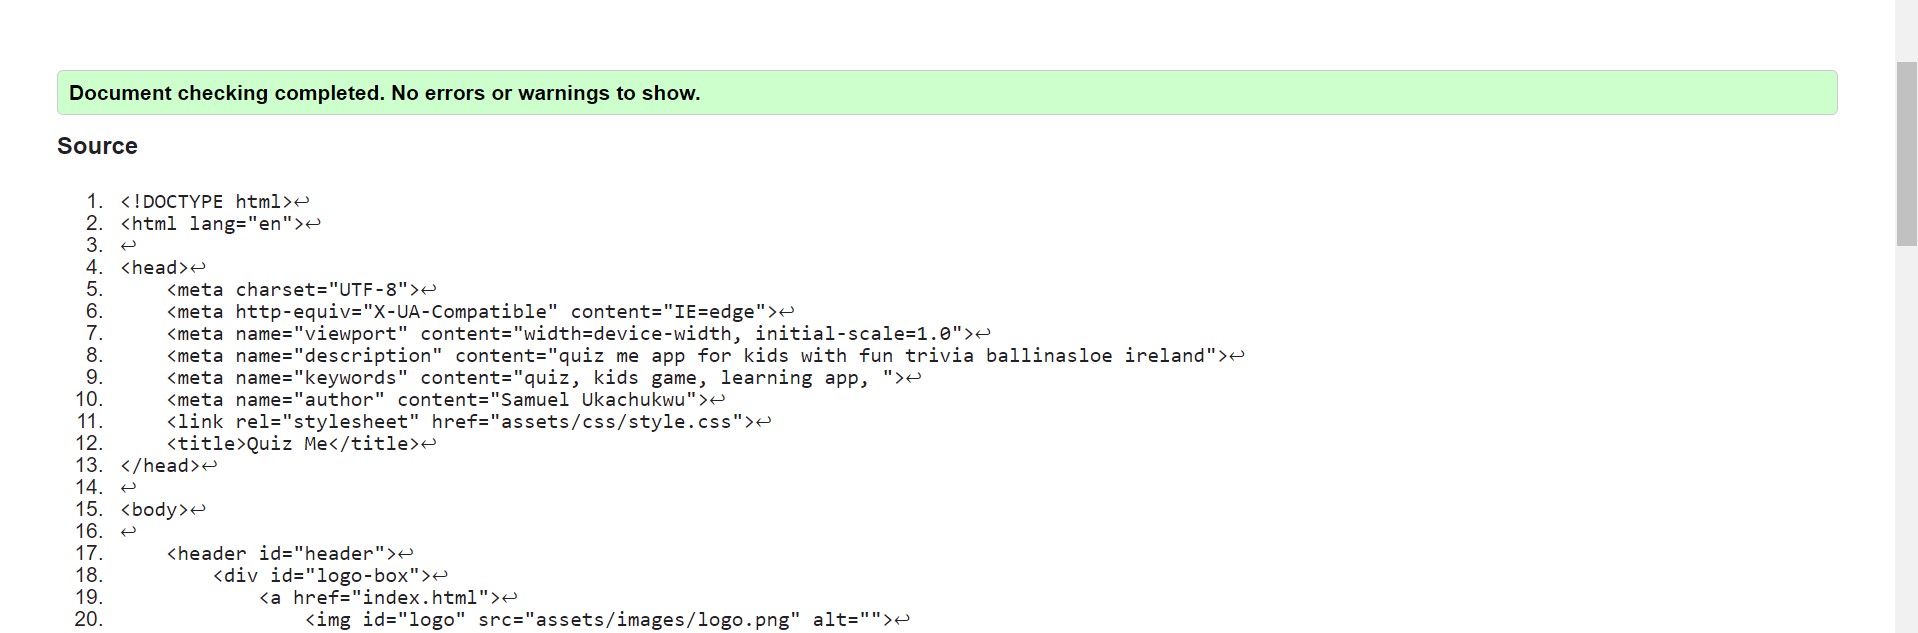 Document checking completed. No errors or warnings to show.
Source
1. <!DOCTYPE html>↩
2. <html lang="en">↩
3. ↩
4. <head>↩
5.     <meta charset="UTF-8">↩
6.     <meta http-equiv="X-UA-Compatible" content="IE=edge">↩
7.     <meta name="viewport" content="width=device-width, initial-scale=1.0">↩
8.     <meta name="description" content="quiz me app for kids with fun trivia ballinasloe ireland">↩
9.     <meta name="keywords" content="quiz, kids game, learning app, ">↩
10.     <meta name="author" content="Samuel Ukachukwu">↩
11.     <link rel="stylesheet" href="assets/css/style.css">↩
12.     <title>Quiz Me</title>↩
13. </head>↩
14. ↩
15. <body>↩
16. ↩
17.     <header id="header">↩
18.         <div id="logo-box">↩
19.             <a href="index.html">↩
20.                 <img id="logo" src="assets/images/logo.png" alt="">↩